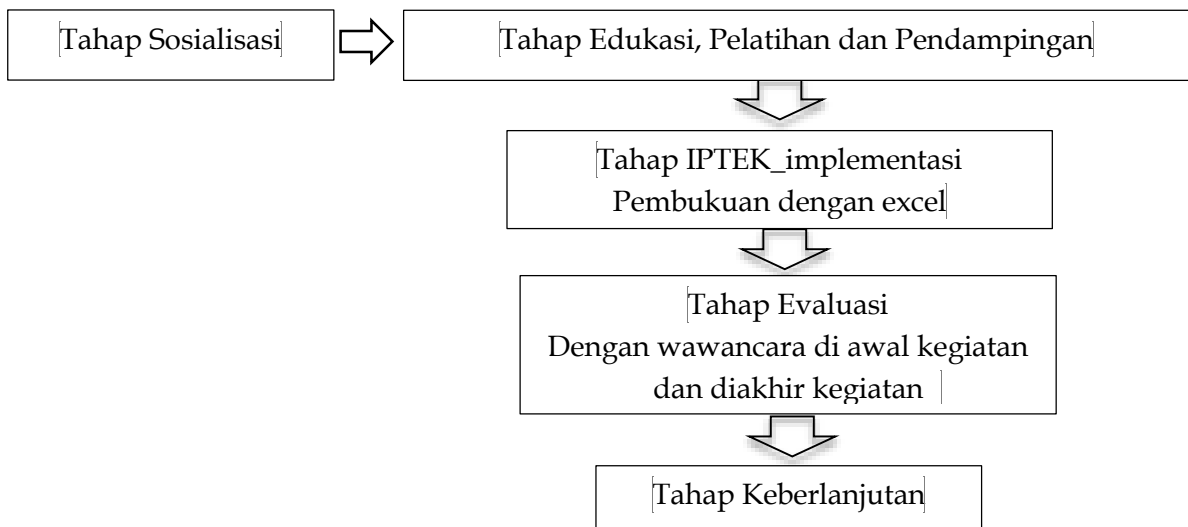 Tahap Sosialisasi
Tahap Edukasi, Pelatihan dan Pendampingan
Tahap IPTEK_implementasi
Pembukuan dengan excel
Tahap Evaluasi
Dengan wawancara di awal kegiatan
dan diakhir kegiatan
Tahap Keberlanjutan